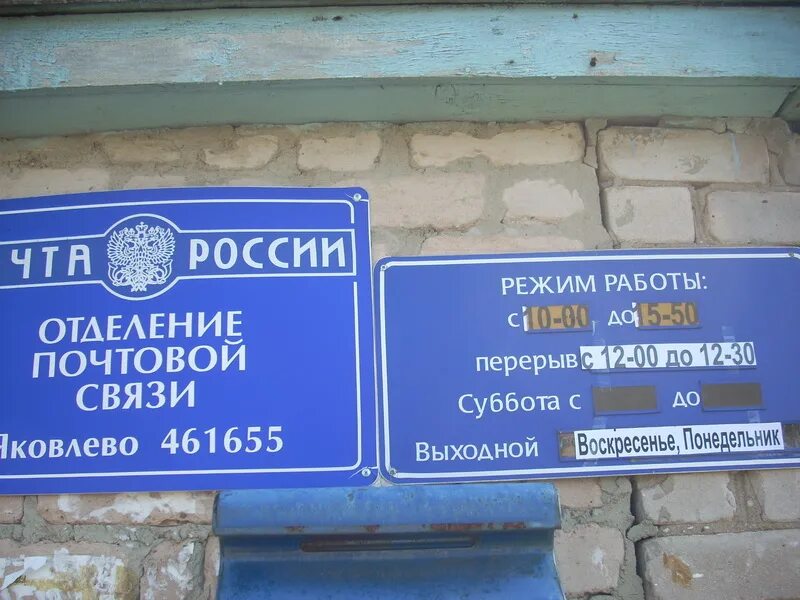 ЧТА РОССИИ
ОТДЕЛЕНИЕ
ПОЧТОВОЙ
СВЯЗИ
Яковлево 461655
РЕЖИМ РАБОТЫ:
с 10-00 до 15-50
перерыв с 12-00 до 12-30
Суббота с до
Выходной Воскресенье, Понедельник